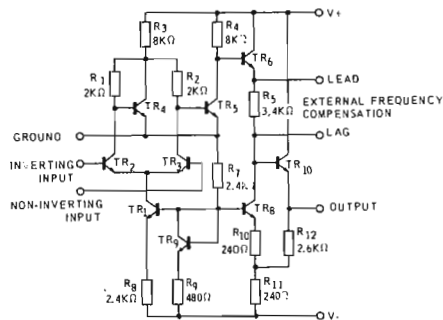 V+
R3
8KΩ
R4
8KΩ
TR6
LEAD
R1
2KΩ
R2
2KΩ
TR4
TR5
R5
3,4KΩ
EXTERNAL FREQUENCY
COMPENSATION
GROUND
LAG
INVERTING
INPUT
TR2
TR3
R7
2.4KΩ
TR10
NON-INVERTING
INPUT
TR1
TR8
OUTPUT
TR9
R10
240Ω
R12
2.6KΩ
R8
2.4KΩ
R9
480Ω
R11
240Ω
V-